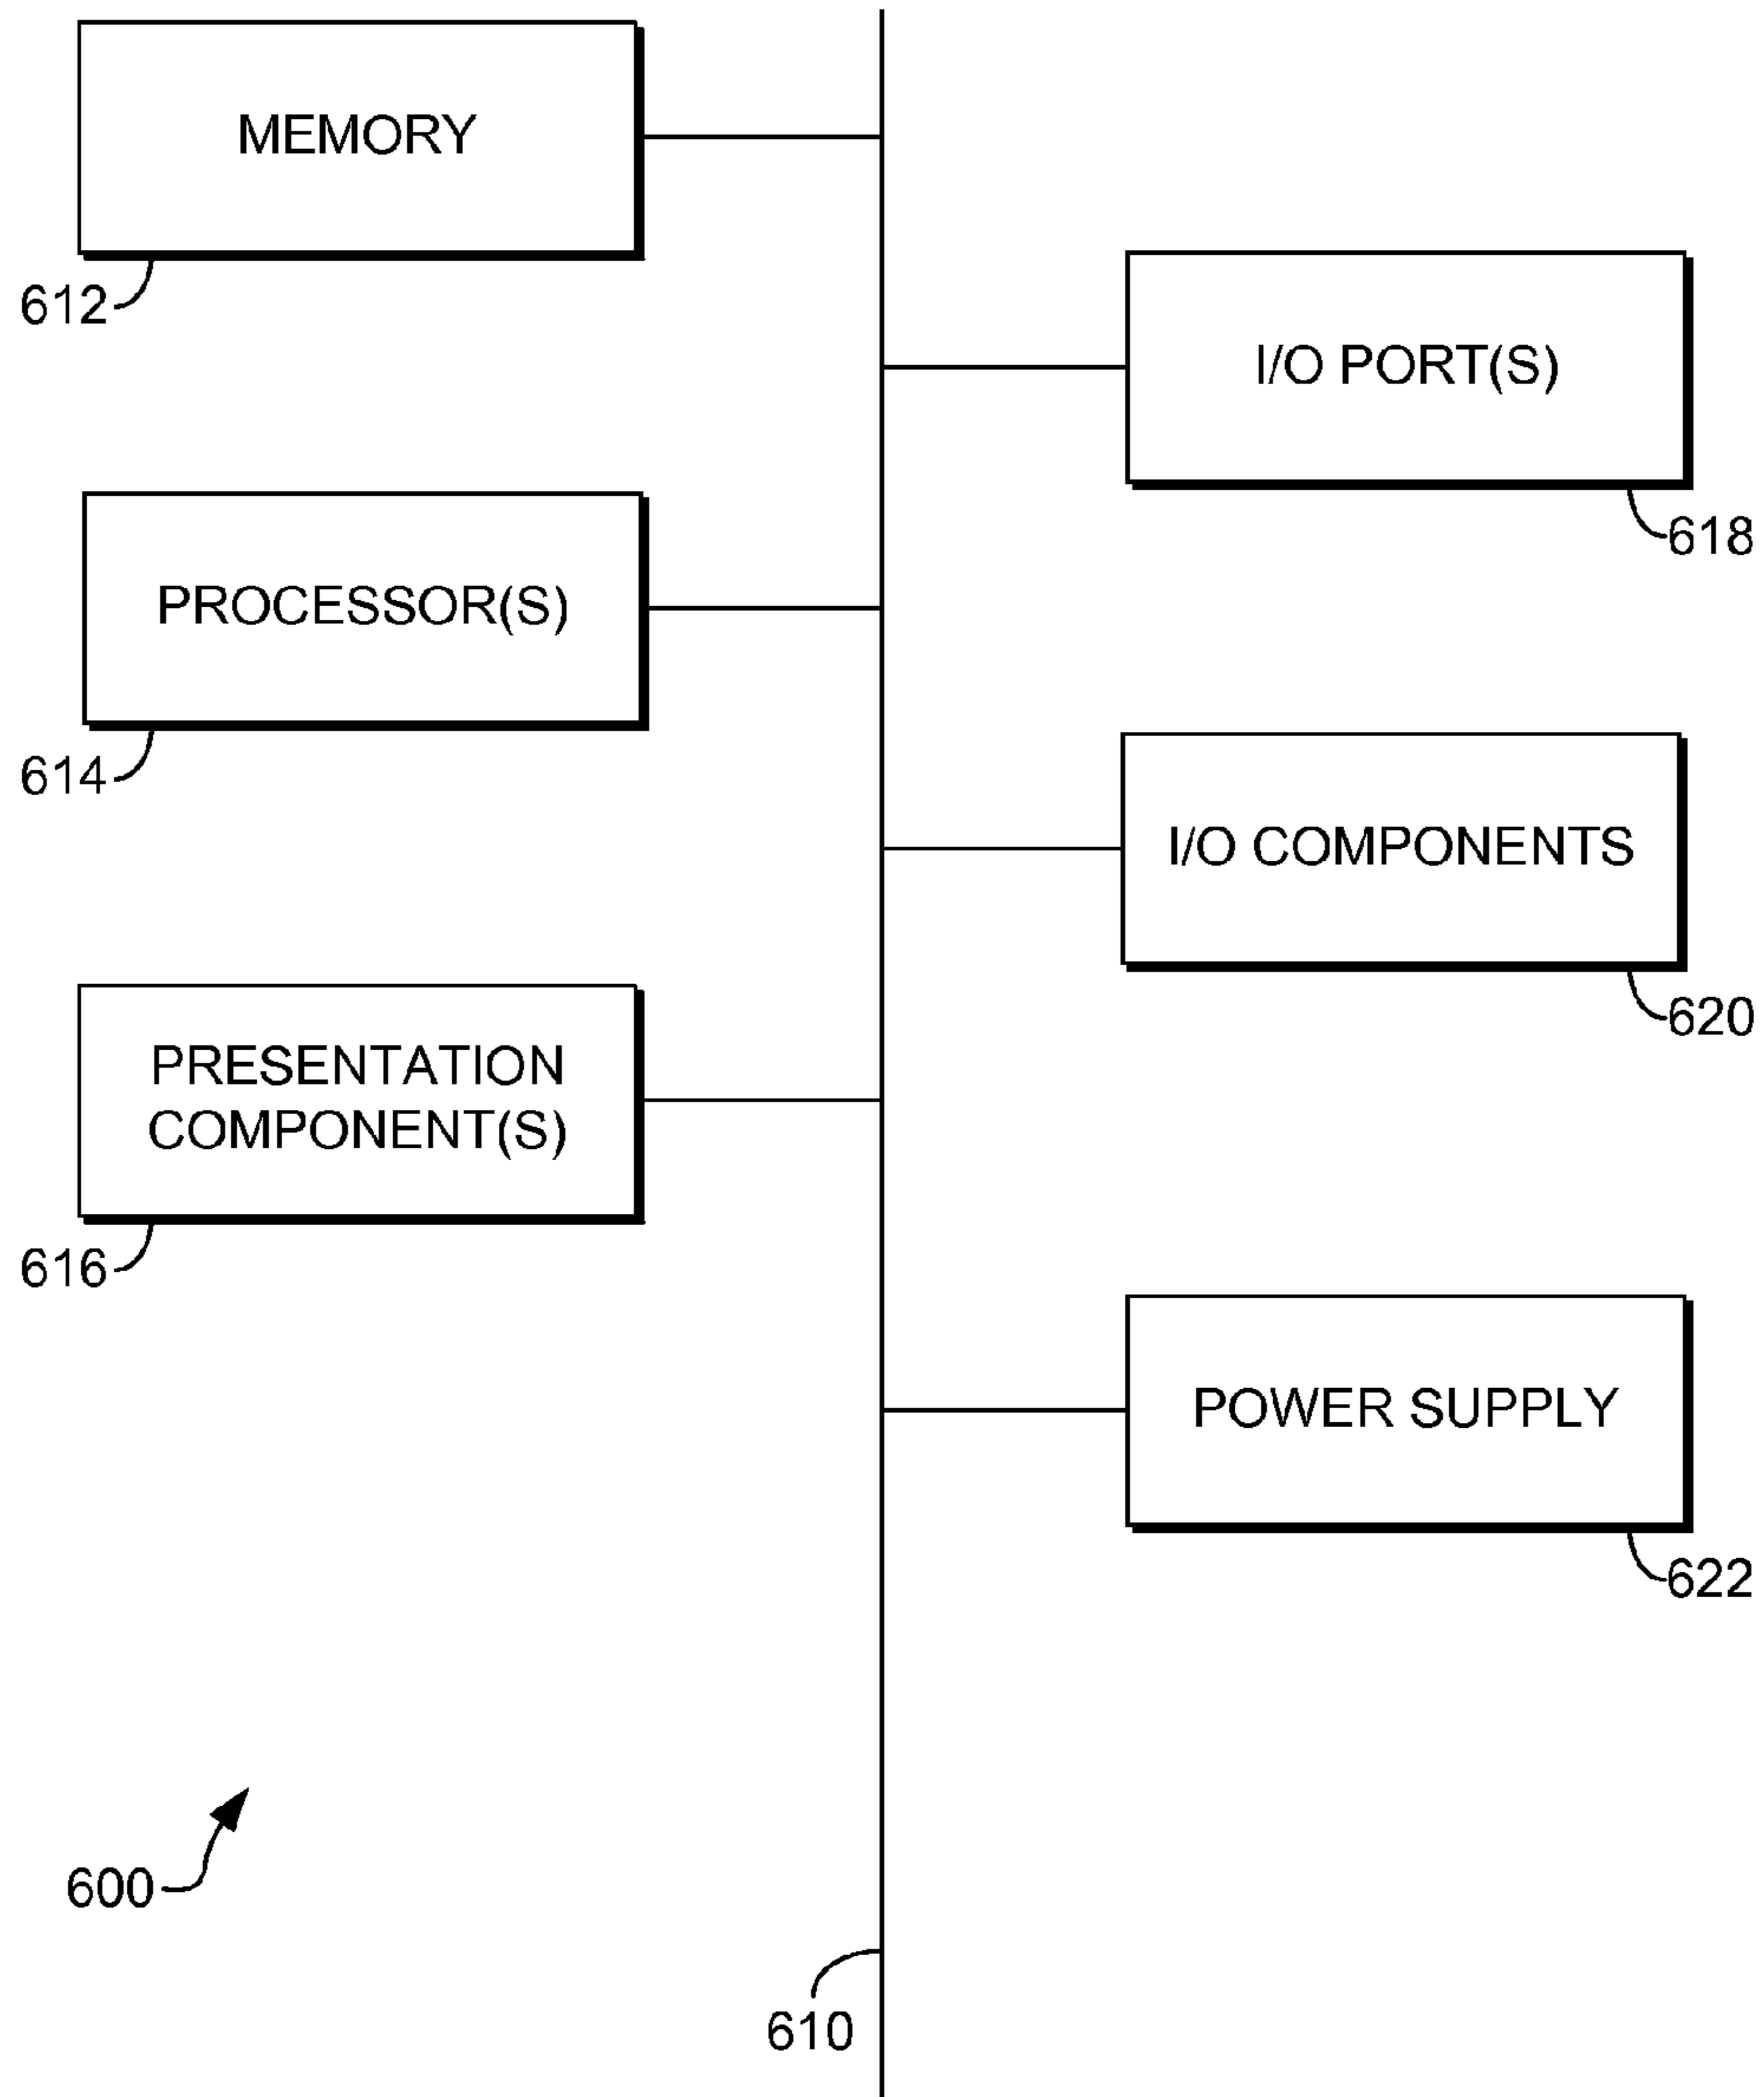 MEMORY
612
I/O PORT(S)
618
PROCESSOR(S)
614
I/O COMPONENTS
620
PRESENTATION
COMPONENT(S)
616
POWER SUPPLY
622
600
610